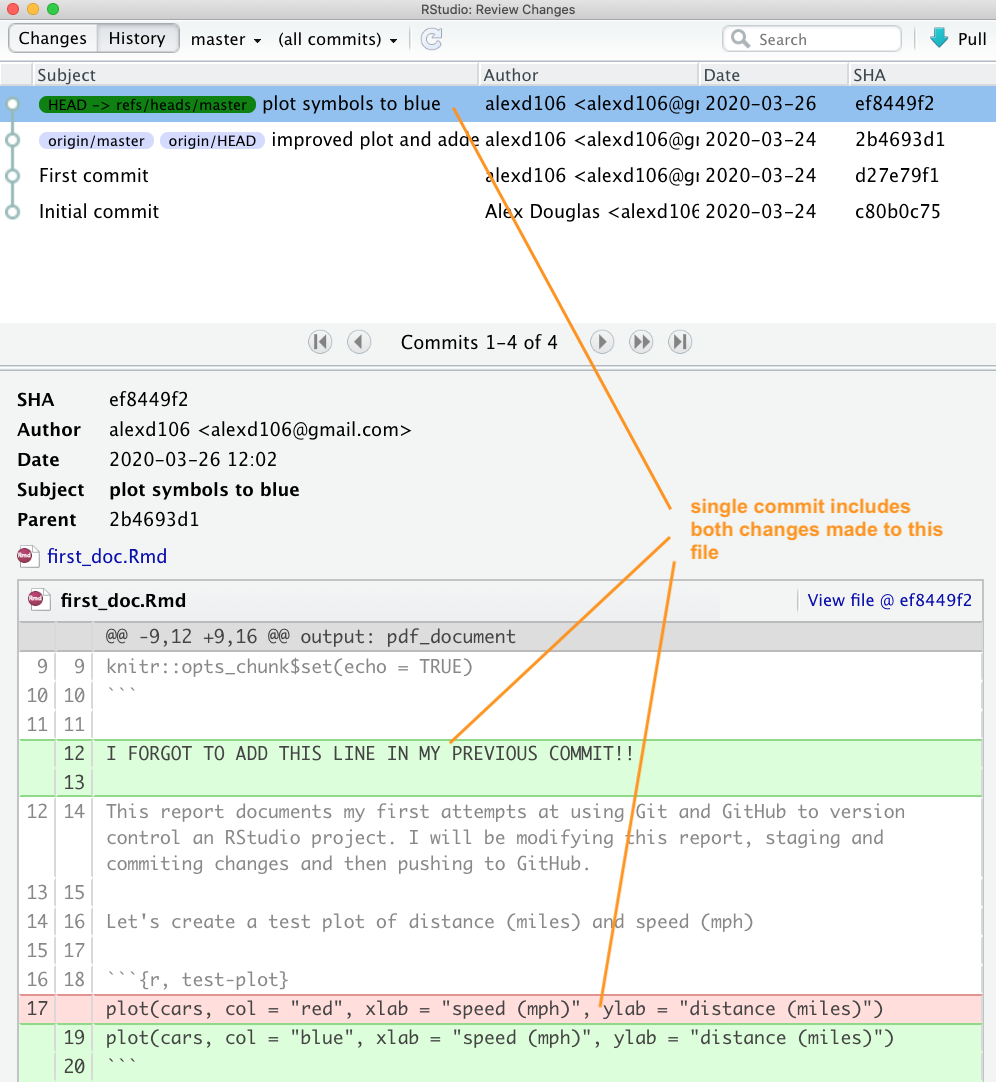 RStudio: Review Changes
Changes History master (all commits) Search Pull
Subject Author Date SHA
HEAD -> refs/heads/master plot symbols to blue alexd106 <alexd106@gr 2020-03-26 ef8449f2
origin/master origin/HEAD improved plot and adde alexd106 <alexd106@gr 2020-03-24 2b4693d1
First commit alexd106 <alexd106@gr 2020-03-24 d27e79f1
Initial commit Alex Douglas <alexd106 2020-03-24 c80b0c75
Commits 1-4 of 4
SHA ef8449f2
Author alexd106 <alexd106@gmail.com>
Date 2020-03-26 12:02
Subject plot symbols to blue
Parent 2b4693d1
single commit includes
both changes made to this
file
Rmd first_doc.Rmd
Rmd first_doc.Rmd View file @ ef8449f2
@@ -9,12 +9,16 @@ output: pdf_document
9 9 knitr::opts_chunk$set(echo = TRUE)
10 10 ```
11 11
12 I FORGOT TO ADD THIS LINE IN MY PREVIOUS COMMIT!!
13
12 14 This report documents my first attempts at using Git and GitHub to version
control an RStudio project. I will be modifying this report, staging and
commiting changes and then pushing to GitHub.
13 15
14 16 Let's create a test plot of distance (miles) and speed (mph)
15 17
16 18 ```{r, test-plot}
17 plot(cars, col = "red", xlab = "speed (mph)", ylab = "distance (miles)")
19 plot(cars, col = "blue", xlab = "speed (mph)", ylab = "distance (miles)")
20 ```